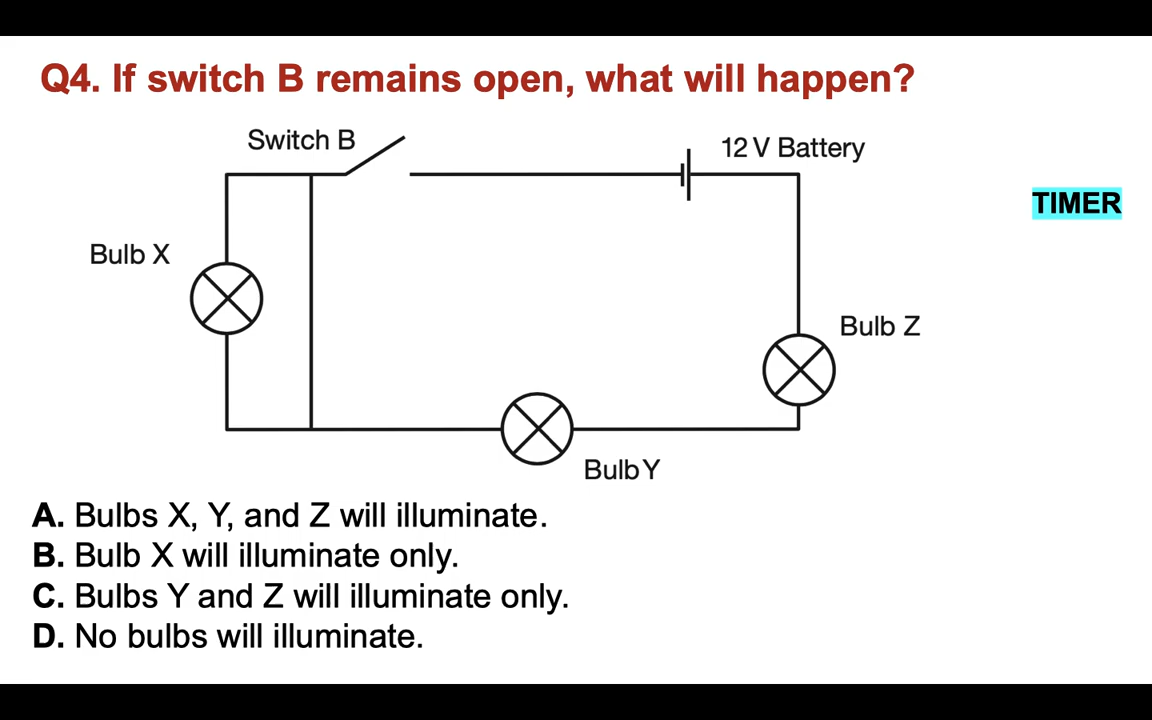 Q4. If switch B remains open, what will happen?
Switch B
12 V Battery
TIMER
Bulb X
Bulb Z
Bulb Y
A. Bulbs X, Y, and Z will illuminate.
B. Bulb X will illuminate only.
C. Bulbs Y and Z will illuminate only.
D. No bulbs will illuminate.